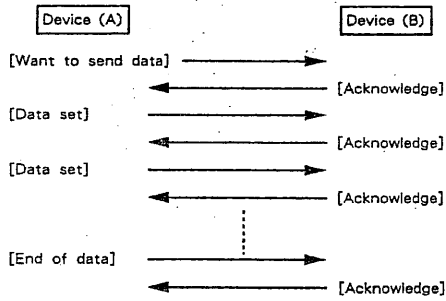 Device (A) Device (B)
[Want to send data]
[Acknowledge]
[Data set]
[Acknowledge]
[Data set]
[Acknowledge]
[End of data]
[Acknowledge]